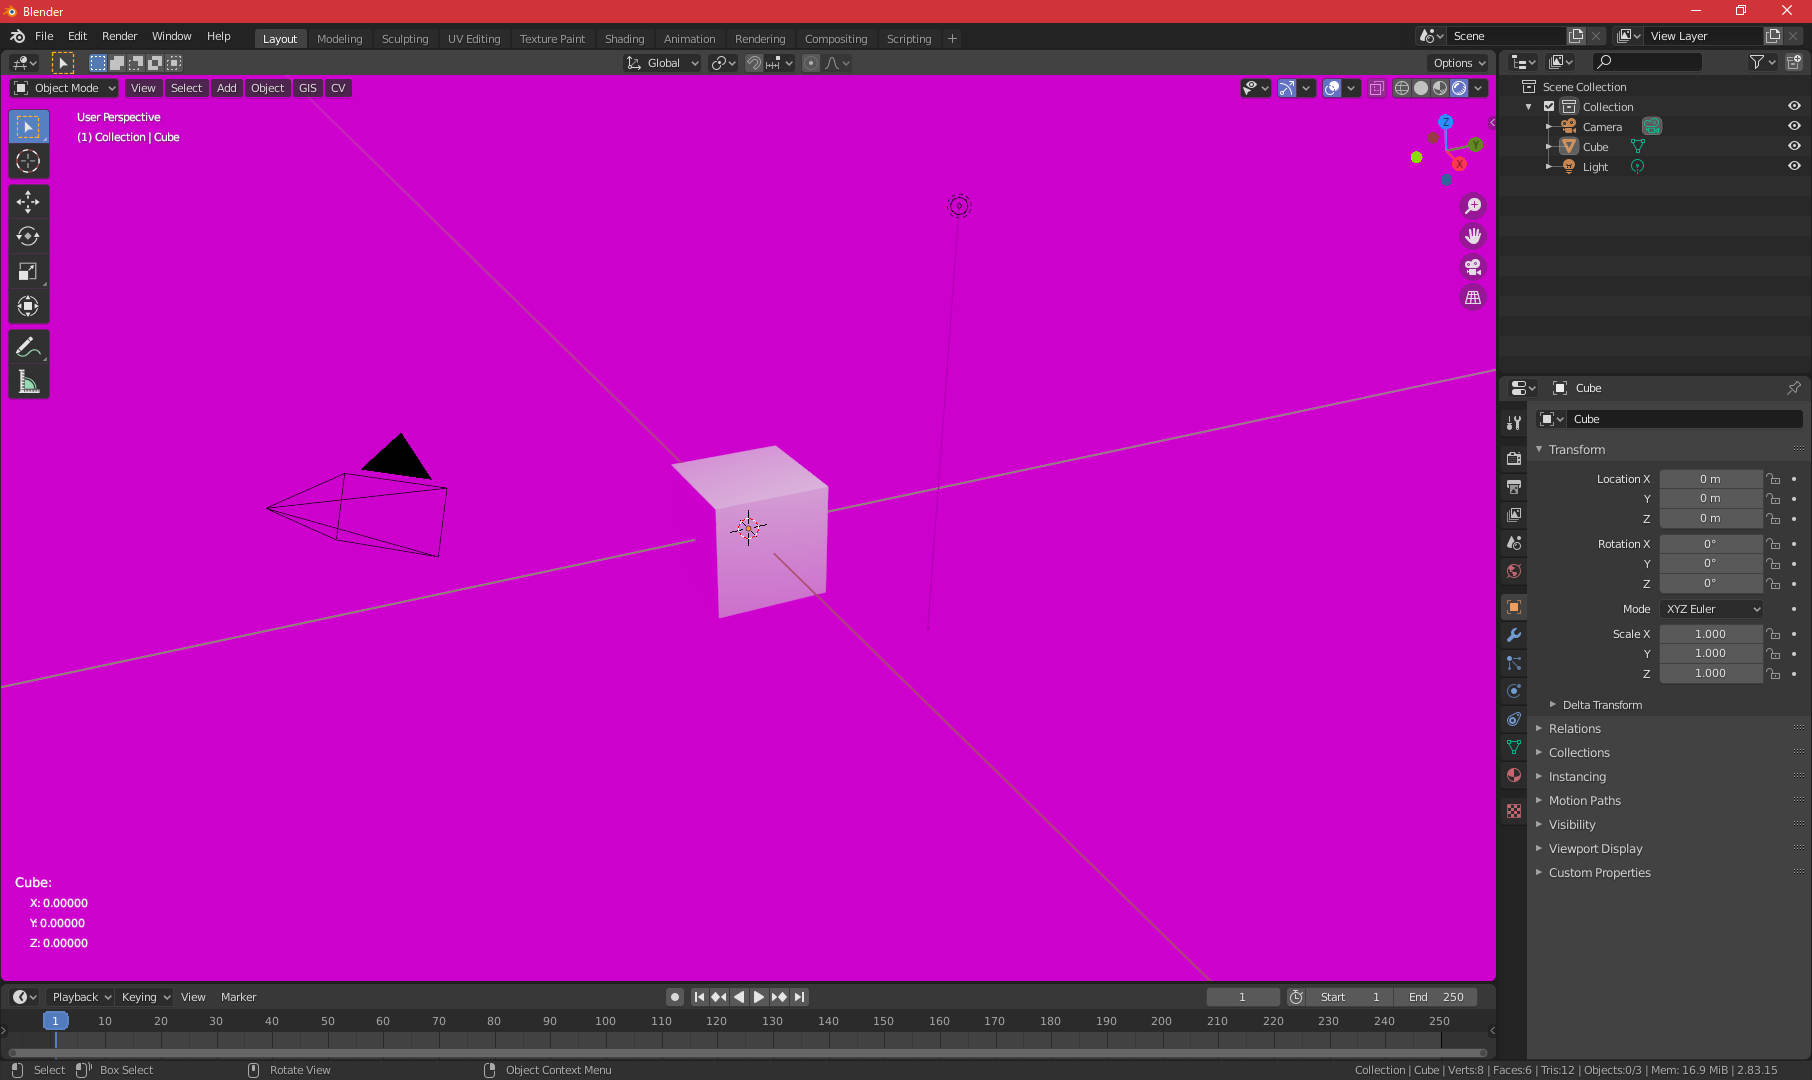 Blender
File Edit Render Window Help Layout Modeling Sculpting UV Editing Texture Paint Shading Animation Rendering Compositing Scripting + Scene View Layer
Global Options
Object Mode View Select Add Object GIS CV
User Perspective
(1) Collection | Cube
Z
Y
X
Scene Collection
Collection
Camera
Cube
Light
Cube
Cube
Transform
Location X 0 m
Y 0 m
Z 0 m
Rotation X 0°
Y 0°
Z 0°
Mode XYZ Euler
Scale X 1.000
Y 1.000
Z 1.000
Delta Transform
Relations
Collections
Instancing
Motion Paths
Visibility
Viewport Display
Custom Properties
Cube:
X: 0.00000
Y: 0.00000
Z: 0.00000
Playback Keying View Marker 1 Start 1 End 250
1 10 20 30 40 50 60 70 80 90 100 110 120 130 140 150 160 170 180 190 200 210 220 230 240 250
Select Box Select Rotate View Object Context Menu Collection | Cube | Verts:8 | Faces:6 | Tris:12 | Objects:0/3 | Mem: 16.9 MiB | 2.83.15